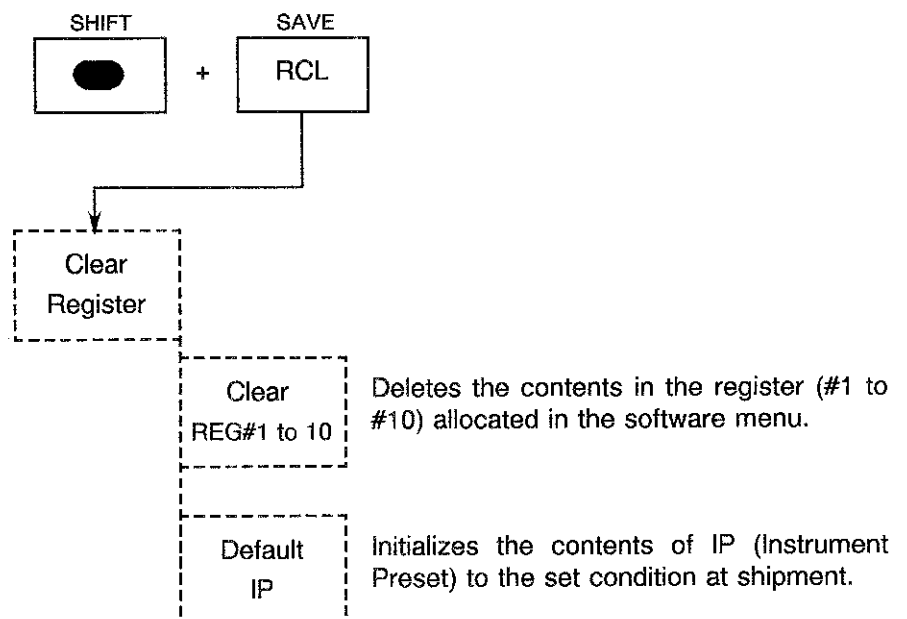 SHIFT
SAVE
+
RCL
Clear
Register
Clear
REG#1 to 10
Deletes the contents in the register (#1 to
#10) allocated in the software menu.
Default
IP
Initializes the contents of IP (Instrument
Preset) to the set condition at shipment.